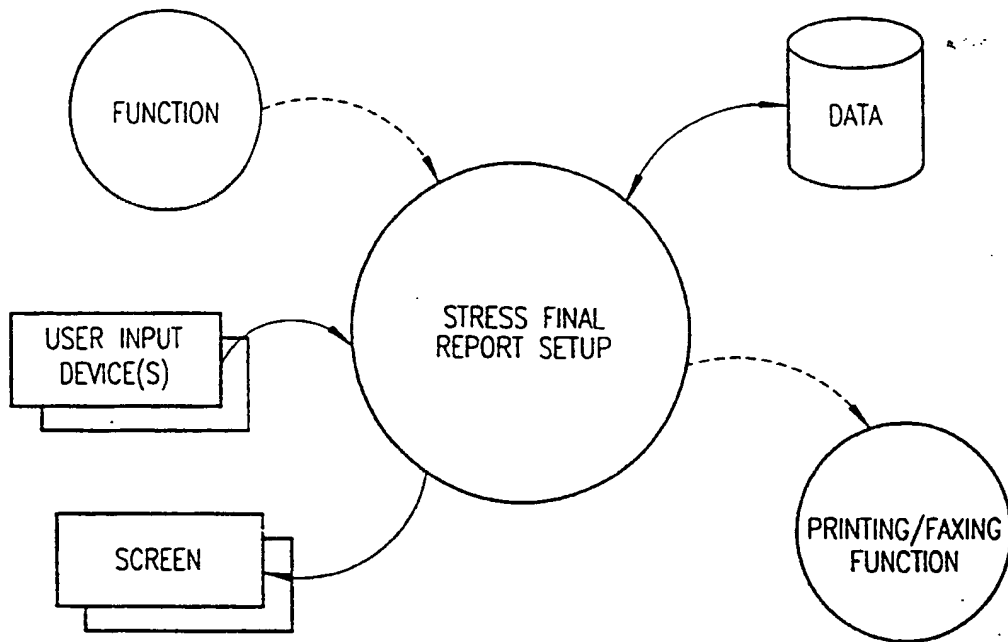 FUNCTION
DATA
USER INPUT
DEVICE(S)
STRESS FINAL
REPORT SETUP
SCREEN
PRINTING/FAXING
FUNCTION